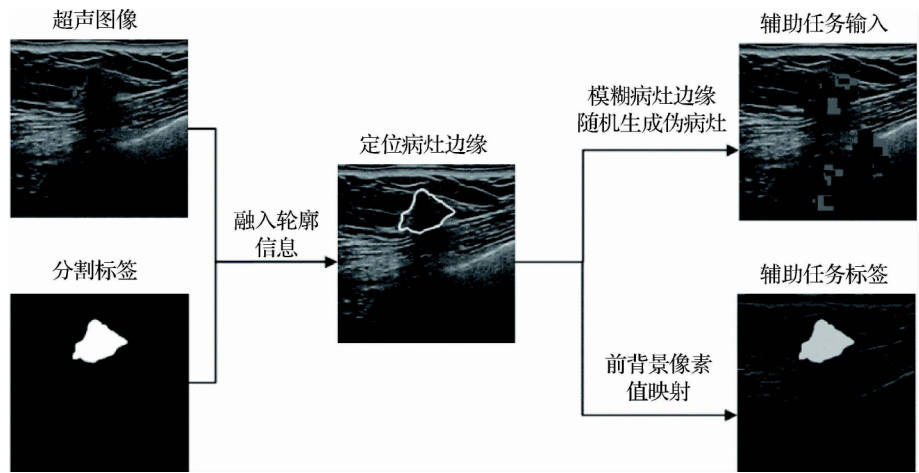 超声图像
分割标签
融入轮廓
信息
定位病灶边缘
模糊病灶边缘
随机生成伪病灶
前背景像素
值映射
辅助任务输入
辅助任务标签